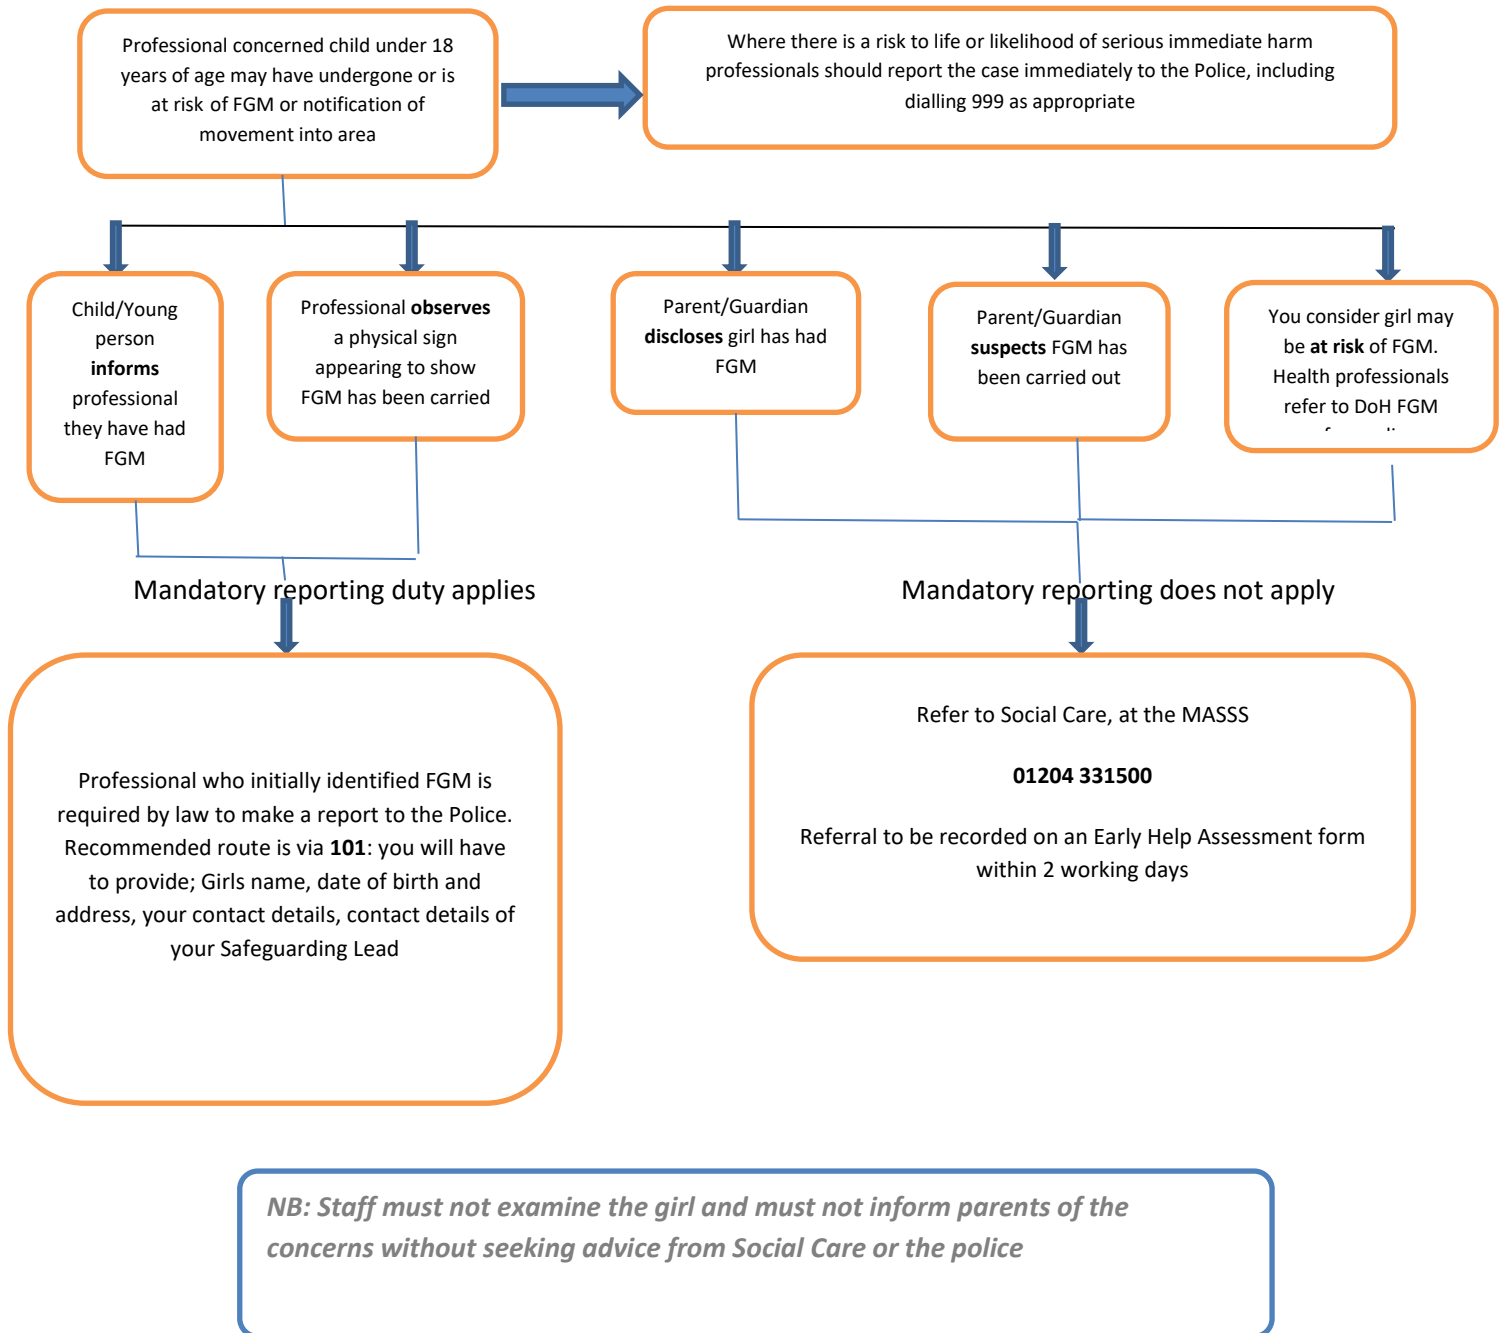 Professional concerned child under 18
years of age may have undergone or is
at risk of FGM or notification of
movement into area
Where there is a risk to life or likelihood of serious immediate harm
professionals should report the case immediately to the Police, including
dialling 999 as appropriate
Child/Young
person
informs
professional
they have had
FGM
Professional observes
a physical sign
appearing to show
FGM has been carried
Parent/Guardian
discloses girl has had
FGM
Parent/Guardian
suspects FGM has
been carried out
You consider girl may
be at risk of FGM.
Health professionals
refer to DoH FGM
Mandatory reporting duty applies
Mandatory reporting does not apply
Professional who initially identified FGM is
required by law to make a report to the Police.
Recommended route is via 101: you will have
to provide; Girls name, date of birth and
address, your contact details, contact details of
your Safeguarding Lead
Refer to Social Care, at the MASSS
01204 331500
Referral to be recorded on an Early Help Assessment form
within 2 working days
NB: Staff must not examine the girl and must not inform parents of the
concerns without seeking advice from Social Care or the police